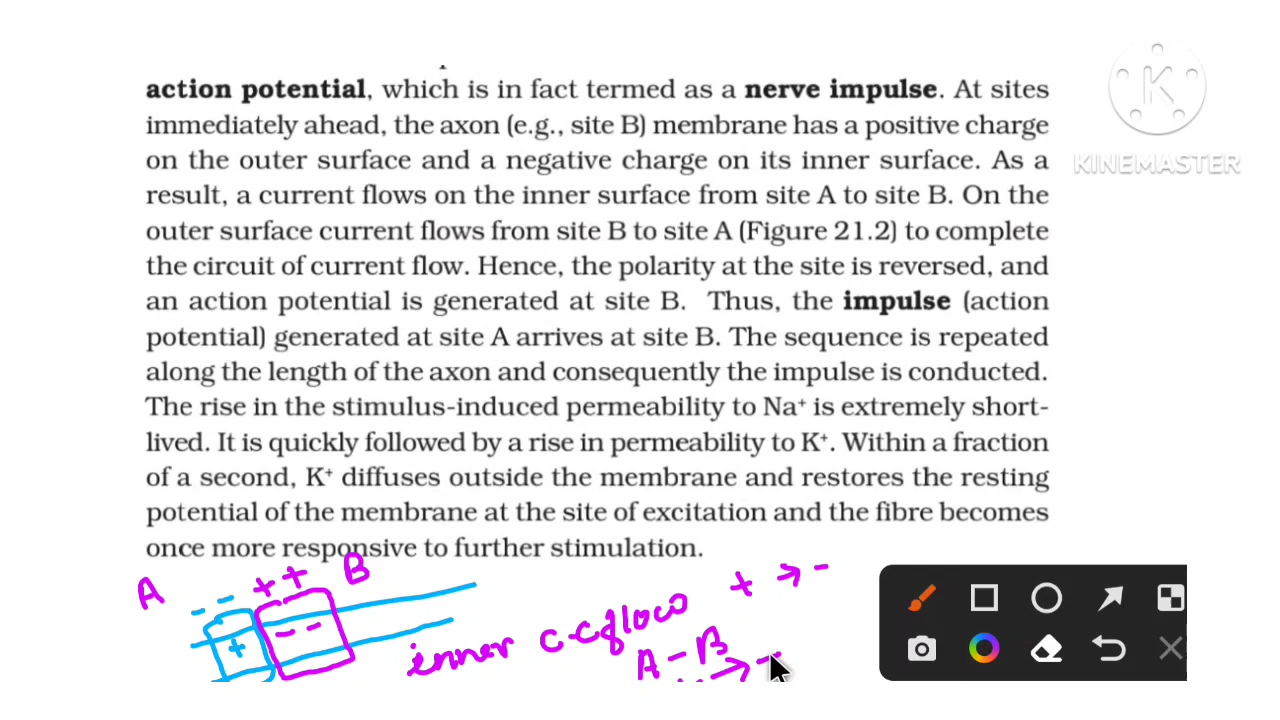 action potential, which is in fact termed as a nerve impulse. At sites
immediately ahead, the axon (e.g., site B) membrane has a positive charge
on the outer surface and a negative charge on its inner surface. As a
result, a current flows on the inner surface from site A to site B. On the
outer surface current flows from site B to site A (Figure 21.2) to complete
the circuit of current flow. Hence, the polarity at the site is reversed, and
an action potential is generated at site B. Thus, the impulse (action
potential) generated at site A arrives at site B. The sequence is repeated
along the length of the axon and consequently the impulse is conducted.
The rise in the stimulus-induced permeability to Na⁺ is extremely short-
lived. It is quickly followed by a rise in permeability to K⁺. Within a fraction
of a second, K⁺ diffuses outside the membrane and restores the resting
potential of the membrane at the site of excitation and the fibre becomes
once more responsive to further stimulation.
K
KINEMASTER
A -- ++ B
+ → -
+ --
inner
A - B
→ -